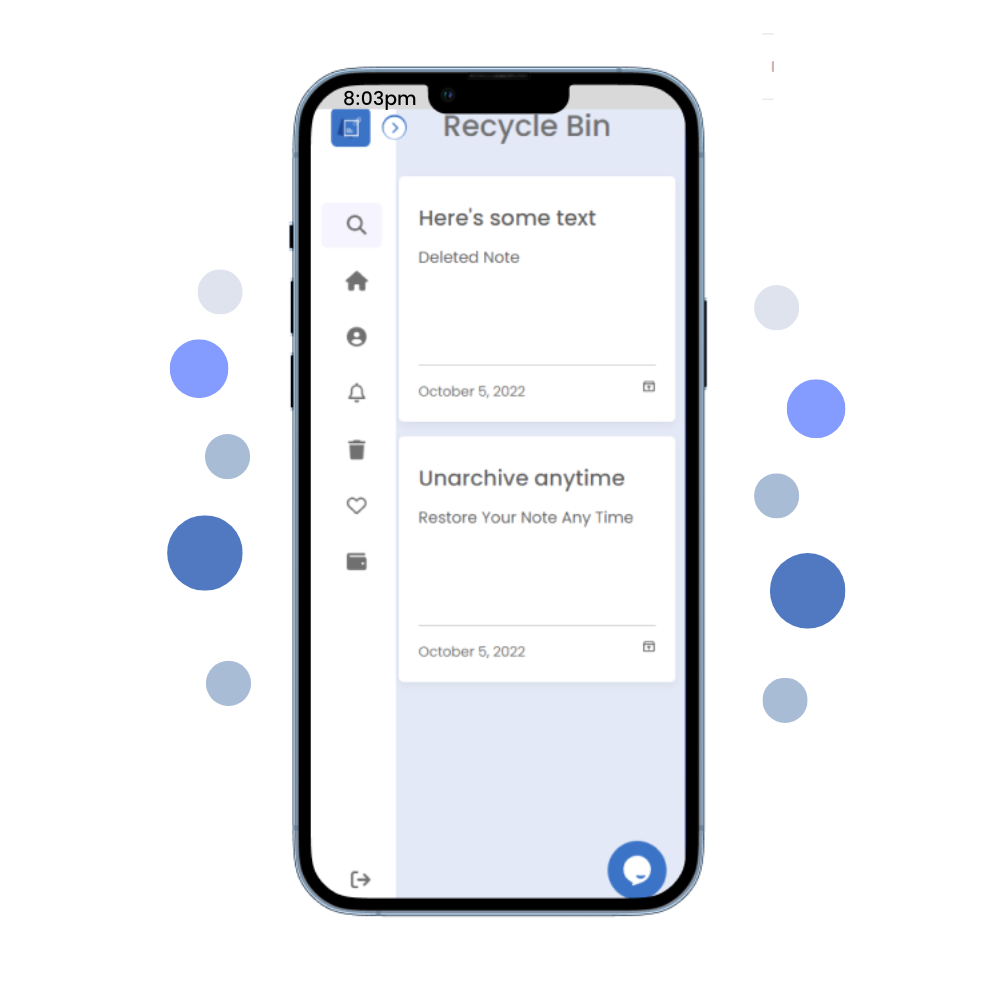 8:03pm
Recycle Bin
Here's some text
Deleted Note
October 5, 2022
Unarchive anytime
Restore Your Note Any Time
October 5, 2022